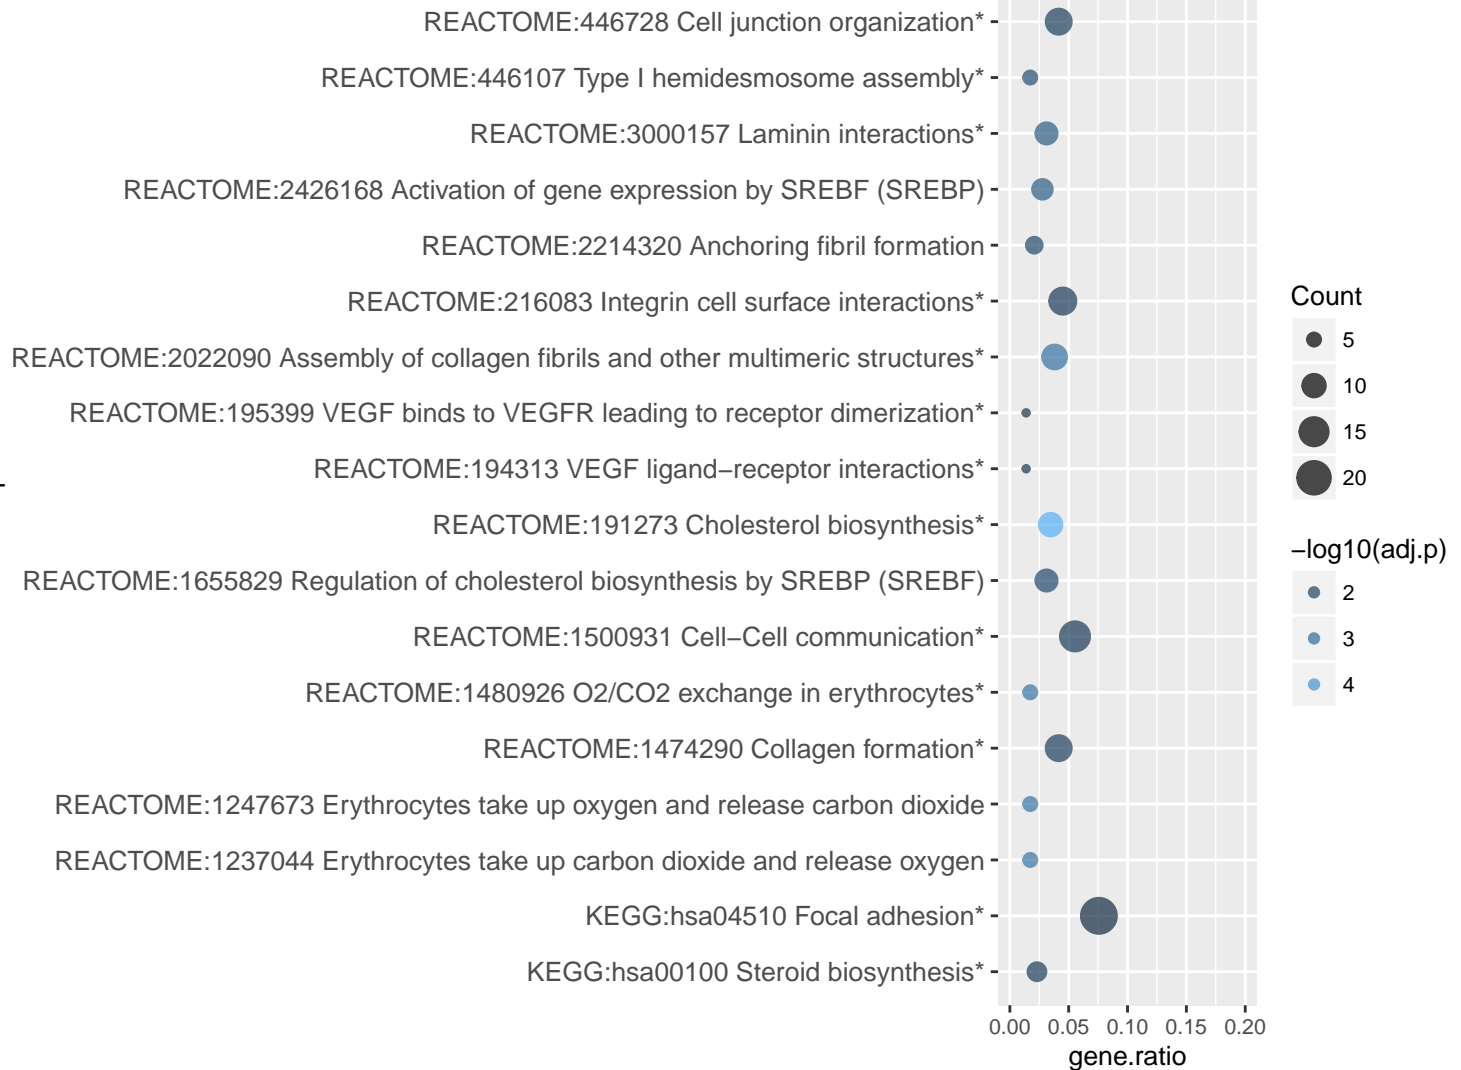 REACTOME:446728 Cell junction organization*
REACTOME:446107 Type I hemidesmosome assembly*
REACTOME:3000157 Laminin interactions*
REACTOME:2426168 Activation of gene expression by SREBF (SREBP)
REACTOME:2214320 Anchoring fibril formation
REACTOME:216083 Integrin cell surface interactions*
REACTOME:2022090 Assembly of collagen fibrils and other multimeric structures*
REACTOME:195399 VEGF binds to VEGFR leading to receptor dimerization*
REACTOME:194313 VEGF ligand−receptor interactions*
REACTOME:191273 Cholesterol biosynthesis*
REACTOME:1655829 Regulation of cholesterol biosynthesis by SREBP (SREBF)
REACTOME:1500931 Cell−Cell communication*
REACTOME:1480926 O2/CO2 exchange in erythrocytes*
REACTOME:1474290 Collagen formation*
REACTOME:1247673 Erythrocytes take up oxygen and release carbon dioxide
REACTOME:1237044 Erythrocytes take up carbon dioxide and release oxygen
KEGG:hsa04510 Focal adhesion*
KEGG:hsa00100 Steroid biosynthesis*
0.00 0.05 0.10 0.15 0.20
gene.ratio
Count
5
10
15
20
−log10(adj.p)
2
3
4